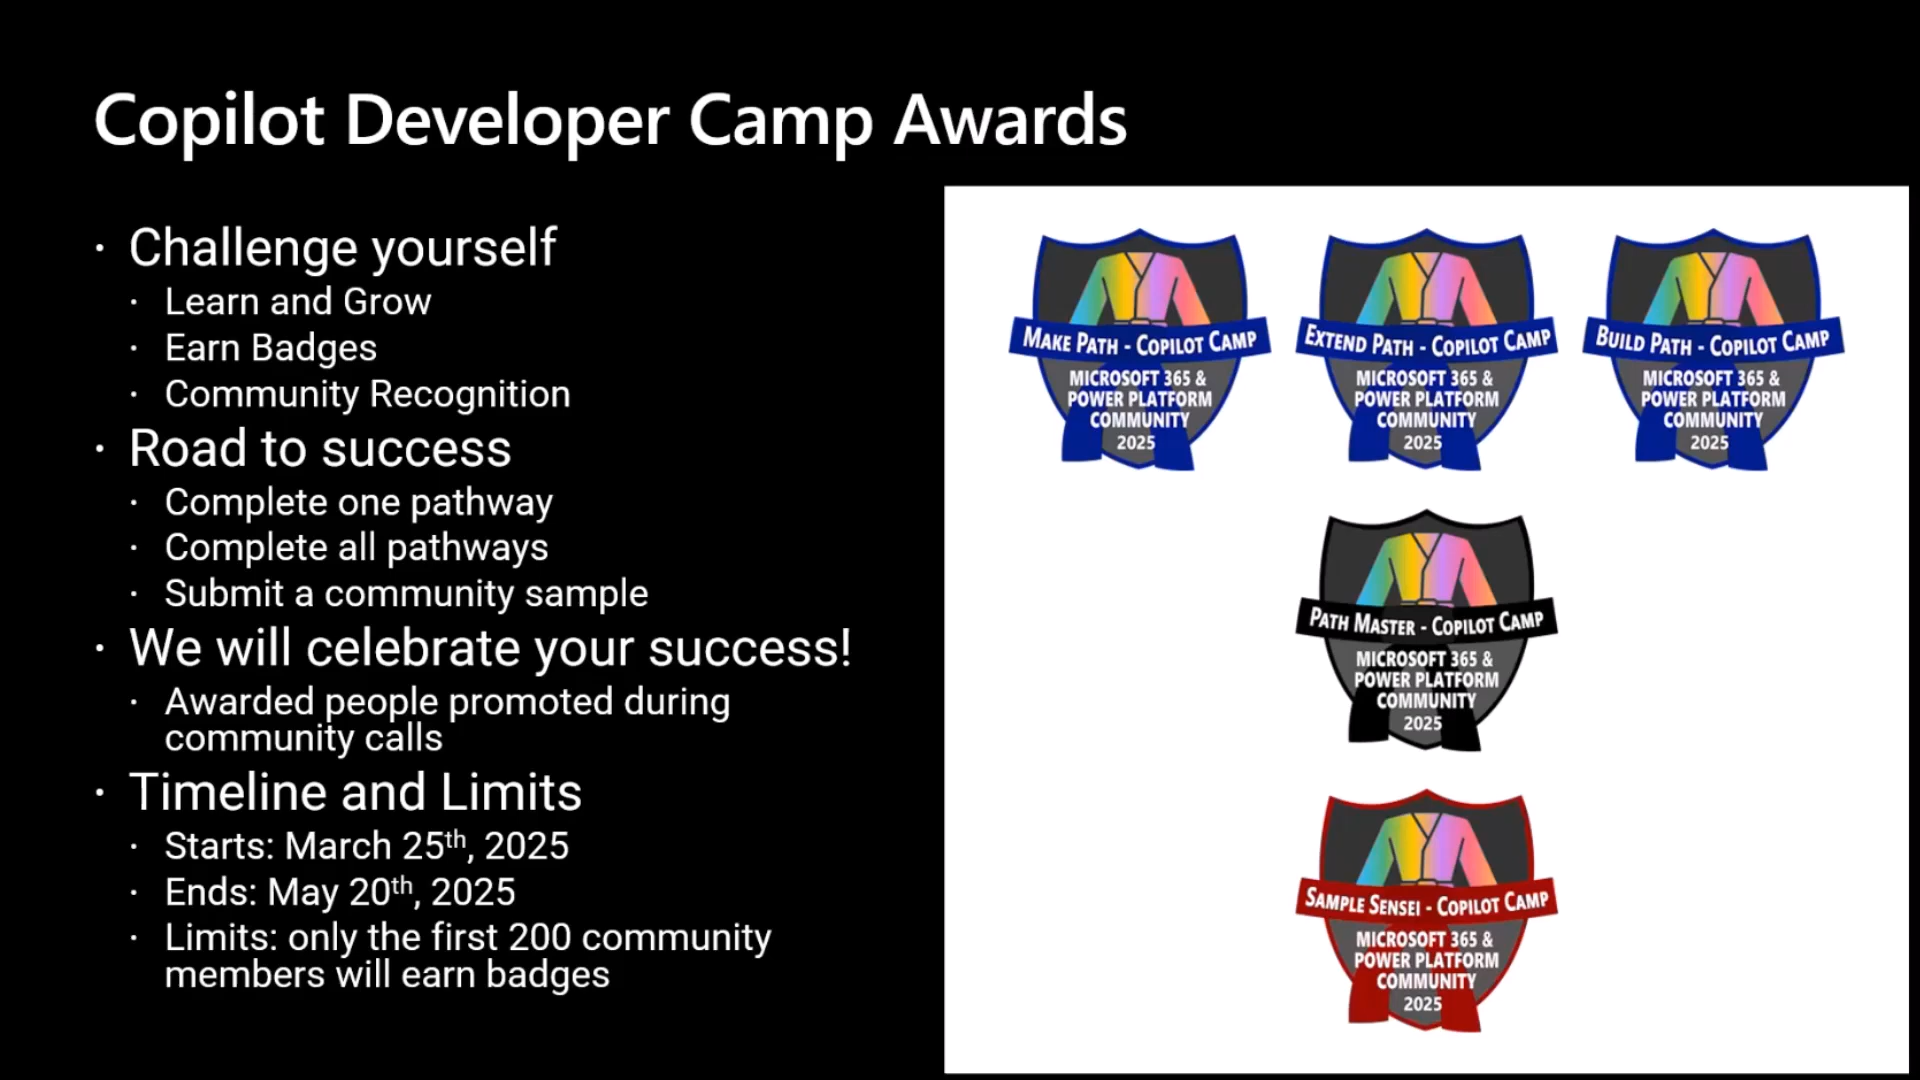 Copilot Developer Camp Awards
· Challenge yourself
· Learn and Grow
· Earn Badges
· Community Recognition
· Road to success
· Complete one pathway
· Complete all pathways
· Submit a community sample
· We will celebrate your success!
· Awarded people promoted during
community calls
· Timeline and Limits
· Starts: March 25th, 2025
· Ends: May 20th, 2025
· Limits: only the first 200 community
members will earn badges
MAKE PATH - COPILOT CAMP
MICROSOFT 365 &
POWER PLATFORM
COMMUNITY
2025
EXTEND PATH - COPILOT CAMP
MICROSOFT 365 &
POWER PLATFORM
COMMUNITY
2025
BUILD PATH - COPILOT CAMP
MICROSOFT 365 &
POWER PLATFORM
COMMUNITY
2025
PATH MASTER - COPILOT CAMP
MICROSOFT 365 &
POWER PLATFORM
COMMUNITY
2025
SAMPLE SENSEI - COPILOT CAMP
MICROSOFT 365 &
POWER PLATFORM
COMMUNITY
2025